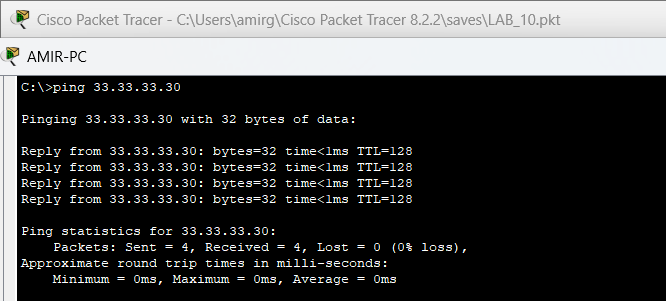 Cisco Packet Tracer - C:\Users\amirg\Cisco Packet Tracer 8.2.2\saves\LAB_10.pkt
AMIR-PC
C:\>ping 33.33.33.30
Pinging 33.33.33.30 with 32 bytes of data:
Reply from 33.33.33.30: bytes=32 time<1ms TTL=128
Reply from 33.33.33.30: bytes=32 time<1ms TTL=128
Reply from 33.33.33.30: bytes=32 time<1ms TTL=128
Reply from 33.33.33.30: bytes=32 time<1ms TTL=128
Ping statistics for 33.33.33.30:
    Packets: Sent = 4, Received = 4, Lost = 0 (0% loss),
Approximate round trip times in milli-seconds:
    Minimum = 0ms, Maximum = 0ms, Average = 0ms